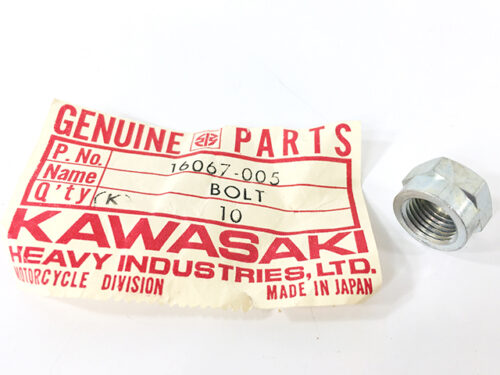 GENUINE PARTS
P. No. 16067-005
Name BOLT
Q'ty (K) 10
KAWASAKI
HEAVY INDUSTRIES, LTD.
MOTORCYCLE DIVISION MADE IN JAPAN